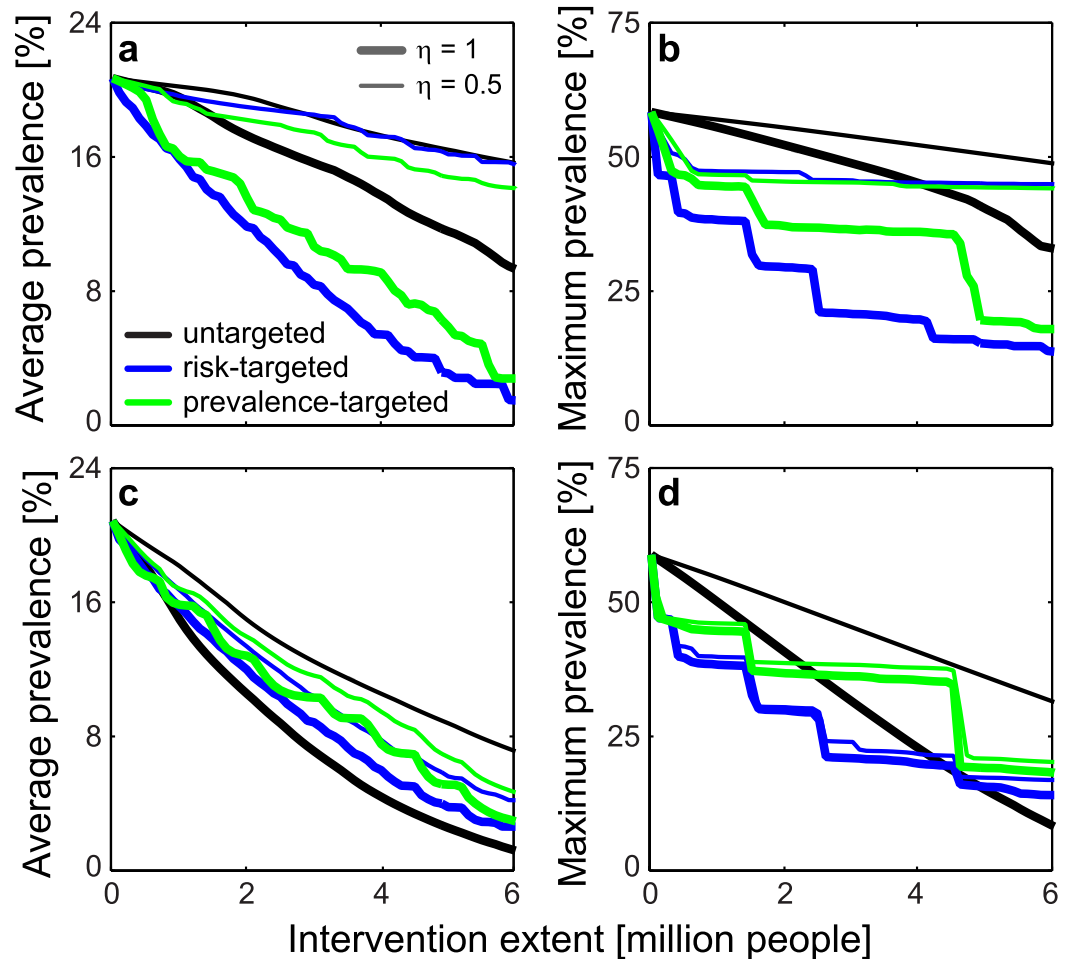 24
16
8
0
Average prevalence [%]
a
η = 1
η = 0.5
untargeted
risk-targeted
prevalence-targeted
75
50
25
0
Maximum prevalence [%]
b
24
16
8
0
Average prevalence [%]
c
0 2 4 6
75
50
25
0
Maximum prevalence [%]
d
0 2 4 6
Intervention extent [million people]